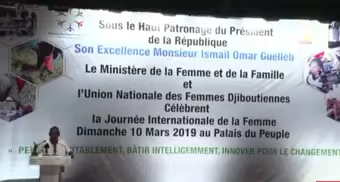 Sous le Haut Patronage du Président
de la République
Son Excellence Monsieur Ismail Omar Guelleh
Le Ministère de la Femme et de la Famille
et
l'Union Nationale des Femmes Djiboutiennes
Célèbrent
la Journée Internationale de la Femme
Dimanche 10 Mars 2019 au Palais du Peuple
BÂTIR INTELLIGEMMENT, INNOVER POUR LE CHANGEMENT